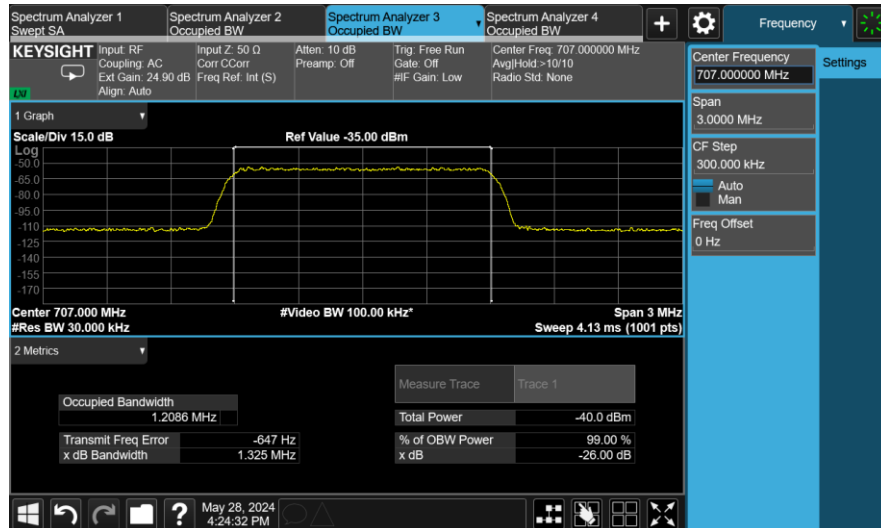 Spectrum Analyzer 1
Swept SA
Spectrum Analyzer 2
Occupied BW
Spectrum Analyzer 3
Occupied BW
Spectrum Analyzer 4
Occupied BW
+
Frequency
KEYSIGHT
Input: RF
Coupling: AC
Ext Gain: 24.90 dB
Align: Auto
Input Z: 50 Ω
Corr CCorr
Freq Ref: Int (S)
Atten: 10 dB
Preamp: Off
Trig: Free Run
Gate: Off
#IF Gain: Low
Center Freq: 707.000000 MHz
Avg|Hold:>10/10
Radio Std: None
Center Frequency
707.000000 MHz
Settings
Span
3.0000 MHz
CF Step
300.000 kHz
Auto
Man
Freq Offset
0 Hz
1 Graph
Scale/Div 15.0 dB
Ref Value -35.00 dBm
Log
-50.0
-65.0
-80.0
-95.0
-110
-125
-140
-155
-170
Center 707.000 MHz
#Video BW 100.00 kHz*
Span 3 MHz
#Res BW 30.000 kHz
Sweep 4.13 ms (1001 pts)
2 Metrics
Measure Trace
Trace 1
Occupied Bandwidth
1.2086 MHz
Total Power
-40.0 dBm
Transmit Freq Error
-647 Hz
% of OBW Power
99.00 %
x dB Bandwidth
1.325 MHz
x dB
-26.00 dB
?
May 28, 2024
4:24:32 PM